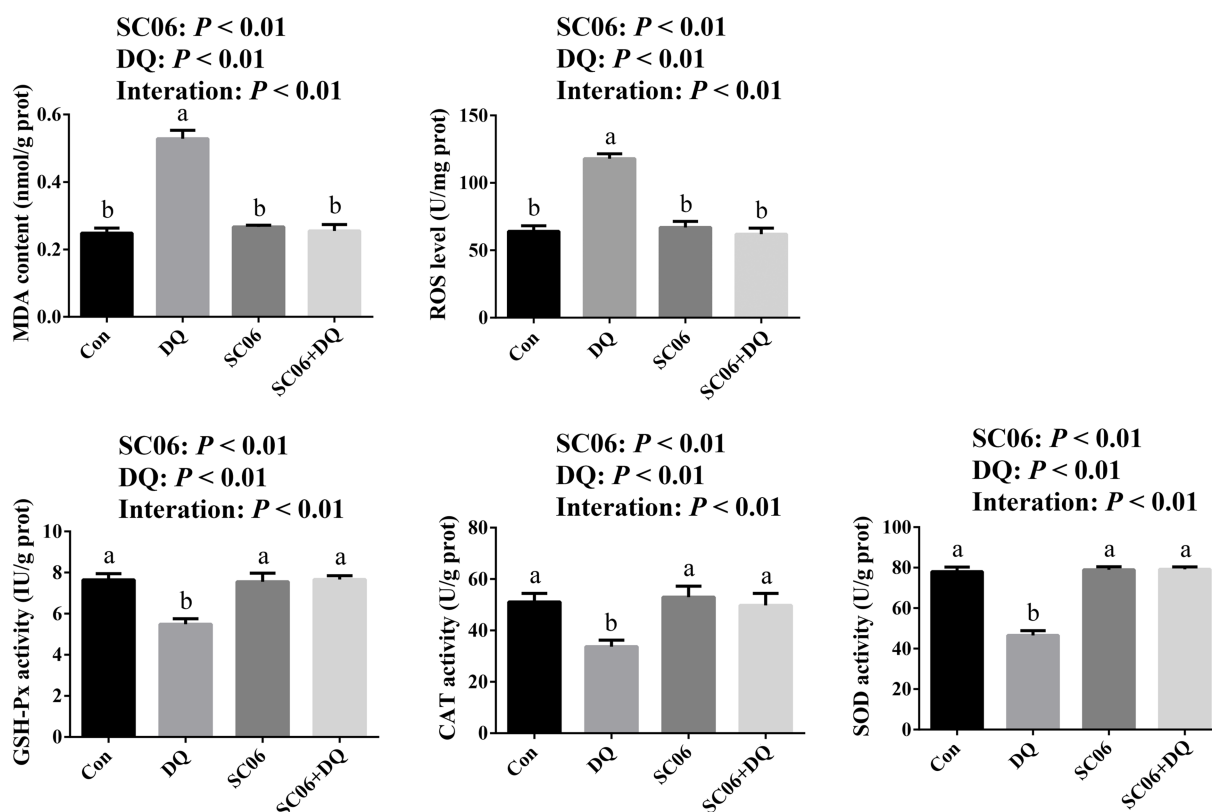 SC06: P < 0.01
DQ: P < 0.01
Interation: P < 0.01
MDA content (nmol/g prot)
0.6
0.4
0.2
0.0
a
b
b
b
Con
DQ
SC06
SC06+DQ
SC06: P < 0.01
DQ: P < 0.01
Interation: P < 0.01
ROS level (U/mg prot)
150
100
50
0
a
b
b
b
Con
DQ
SC06
SC06+DQ
SC06: P < 0.01
DQ: P < 0.01
Interation: P < 0.01
GSH-Px activity (IU/g prot)
10
8
6
4
2
0
a
b
a
a
Con
DQ
SC06
SC06+DQ
SC06: P < 0.01
DQ: P < 0.01
Interation: P < 0.01
CAT activity (U/g prot)
80
60
40
20
0
a
b
a
a
Con
DQ
SC06
SC06+DQ
SC06: P < 0.01
DQ: P < 0.01
Interation: P < 0.01
SOD activity (U/g prot)
100
80
60
40
20
0
a
b
a
a
Con
DQ
SC06
SC06+DQ